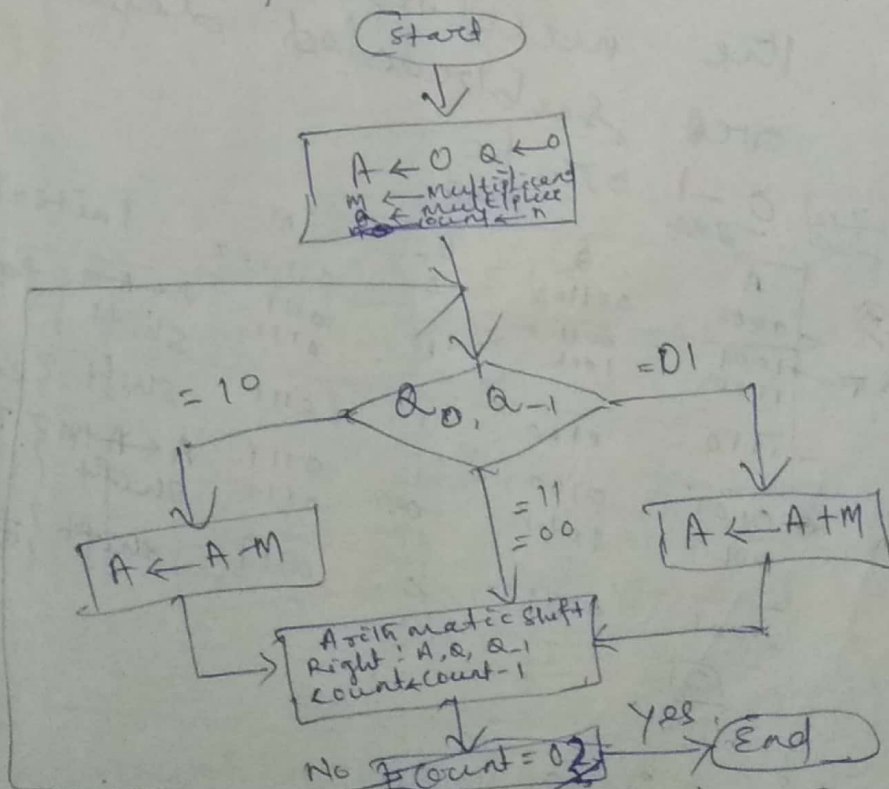 Start
A ← 0 Q ← 0
M ← Multiplicant
Q ← Multiplier
count ← n
= 10
Q0, Q-1
= 01
= 11
= 00
A ← A - M
A ← A + M
Arithmatic Shift
Right : A, Q, Q-1
count ← count - 1
No
count = 0 ?
Yes
End